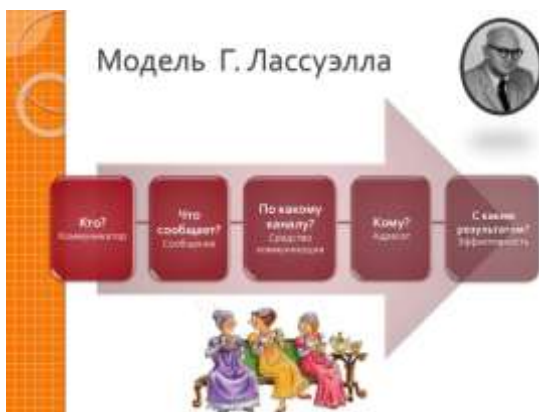 Модель Г. Лассуэлла
Кто?
Коммуникатор
Что
сообщает?
Сообщение
По какому
каналу?
Средство
коммуникации
Кому?
Адресат
С каким
результатом?
Эффективность